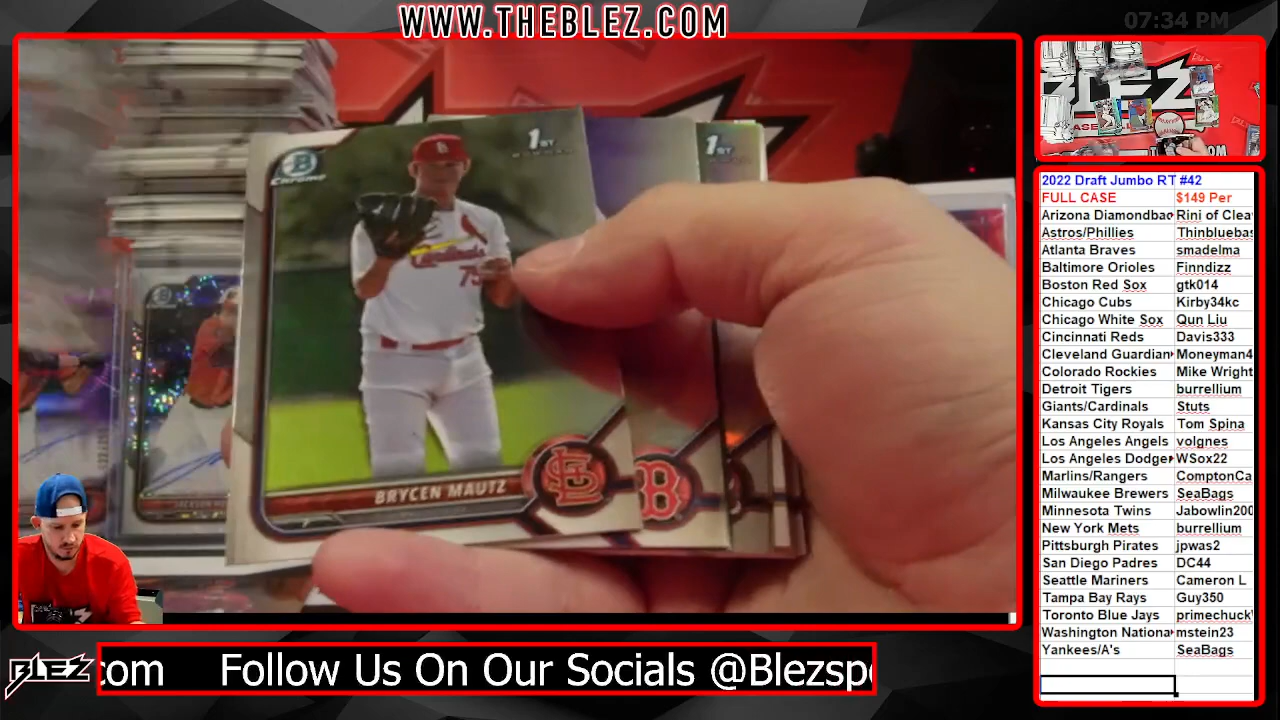 WWW.THEBLEZ.COM
07:34 PM
1ST
1ST
Chrome
Cardinals
75
BRYCEN MAUTZ
BLEZ
2022 Draft Jumbo RT #42
FULL CASE $149 Per
Arizona Diamondbac Rini of Clea
Astros/Phillies Thinbluebas
Atlanta Braves smadelma
Baltimore Orioles Finndizz
Boston Red Sox gtk014
Chicago Cubs Kirby34kc
Chicago White Sox Qun Liu
Cincinnati Reds Davis333
Cleveland Guardian Moneyman4
Colorado Rockies Mike Wright
Detroit Tigers burrellium
Giants/Cardinals Stuts
Kansas City Royals Tom Spina
Los Angeles Angels volgnes
Los Angeles Dodger WSox22
Marlins/Rangers ComptonCa
Milwaukee Brewers SeaBags
Minnesota Twins Jabowlin200
New York Mets burrellium
Pittsburgh Pirates jpwas2
San Diego Padres DC44
Seattle Mariners Cameron L
Tampa Bay Rays Guy350
Toronto Blue Jays primechuck
Washington Nationa mstein23
Yankees/A's SeaBags
BLEZ
com Follow Us On Our Socials @Blezsp